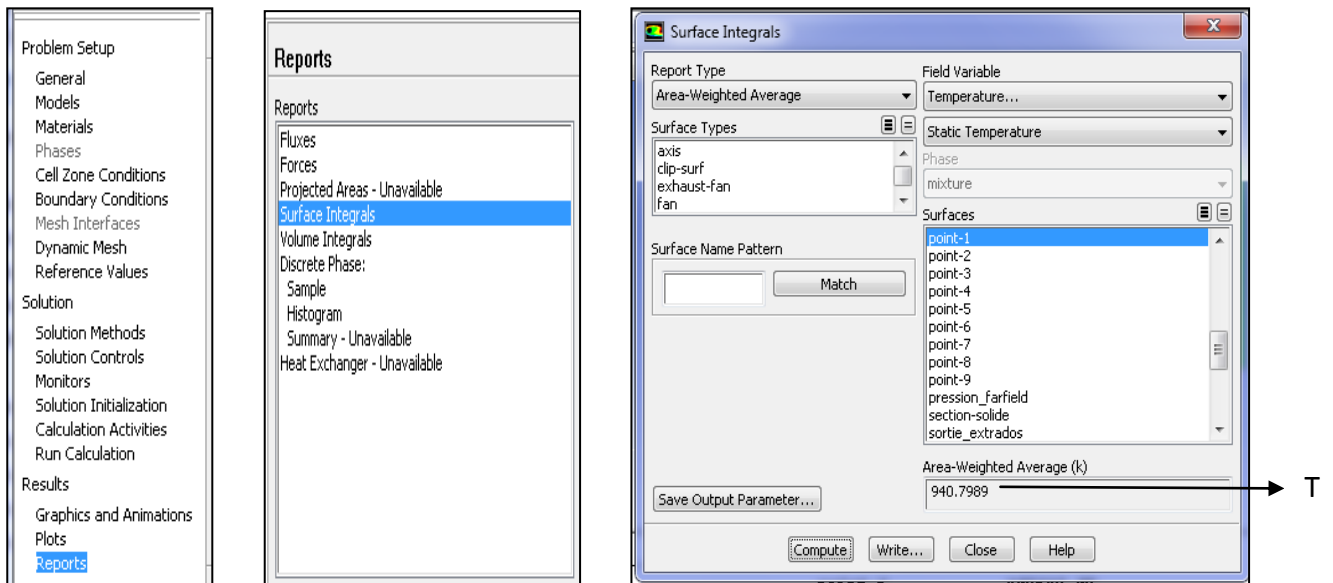 Problem Setup
General
Models
Materials
Phases
Cell Zone Conditions
Boundary Conditions
Mesh Interfaces
Dynamic Mesh
Reference Values
Solution
Solution Methods
Solution Controls
Monitors
Solution Initialization
Calculation Activities
Run Calculation
Results
Graphics and Animations
Plots
Reports
Reports
Reports
Fluxes
Forces
Projected Areas - Unavailable
Surface Integrals
Volume Integrals
Discrete Phase:
Sample
Histogram
Summary - Unavailable
Heat Exchanger - Unavailable
Surface Integrals
Report Type
Area-Weighted Average
Surface Types
axis
clip-surf
exhaust-fan
fan
Surface Name Pattern
Match
Save Output Parameter...
Field Variable
Temperature...
Static Temperature
Phase
mixture
Surfaces
point-1
point-2
point-3
point-4
point-5
point-6
point-7
point-8
point-9
pression_farfield
section-solide
sortie_extrados
Area-Weighted Average (k)
940.7989
T
Compute Write... Close Help